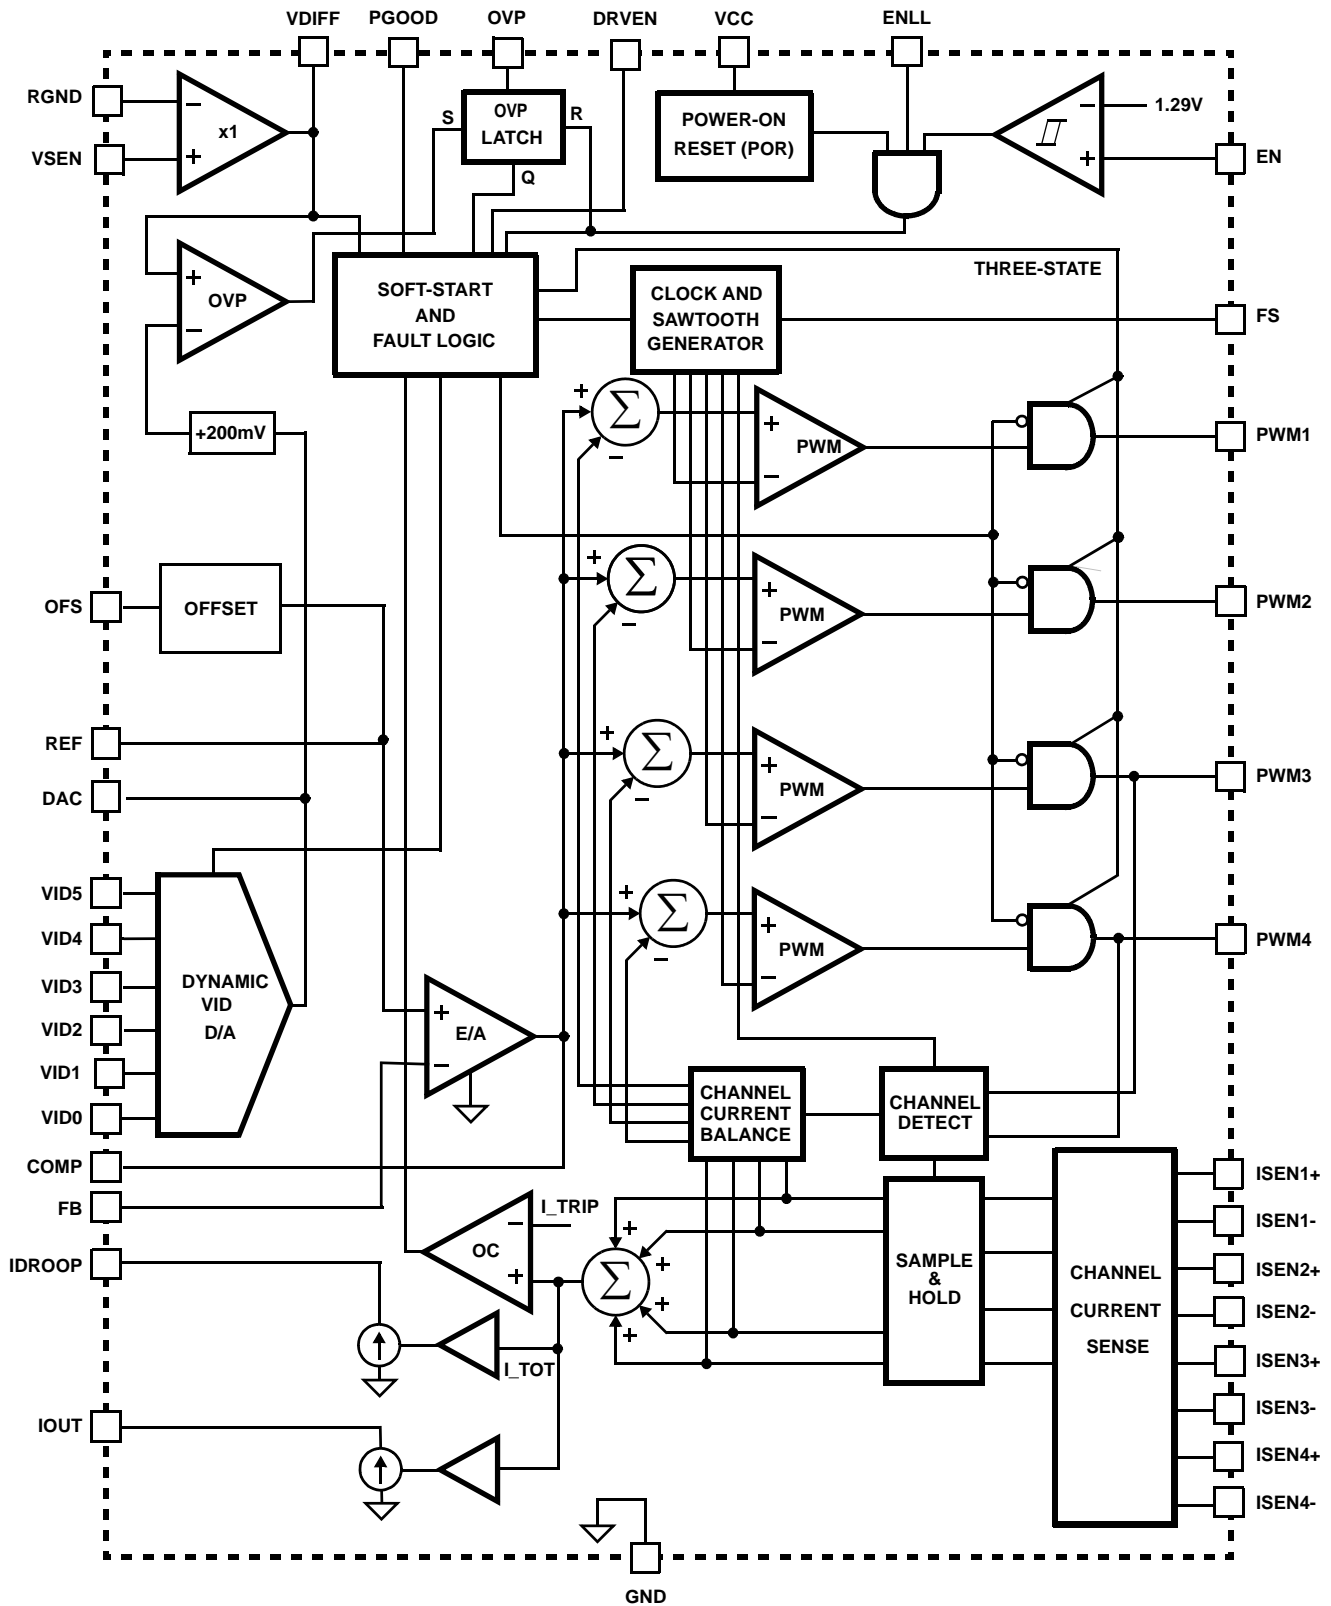 VDIFF PGOOD OVP DRVEN VCC ENLL
RGND
VSEN
x1
−
+
S
OVP
LATCH
R
Q
POWER-ON
RESET (POR)
−
+
1.29V
EN
+
−
OVP
SOFT-START
AND
FAULT LOGIC
CLOCK AND
SAWTOOTH
GENERATOR
THREE-STATE
FS
+200mV
+
Σ
−
+
−
PWM
PWM1
OFS
OFFSET
+
Σ
−
+
−
PWM
PWM2
REF
DAC
+
Σ
−
+
−
PWM
PWM3
VID5
VID4
VID3
VID2
VID1
VID0
DYNAMIC
VID
D/A
+
Σ
−
+
−
PWM
PWM4
+
−
E/A
CHANNEL
CURRENT
BALANCE
CHANNEL
DETECT
COMP
FB
IDROOP
IOUT
I_TRIP
−
+
OC
I_TOT
+
+
+
+
Σ
SAMPLE
&
HOLD
CHANNEL
CURRENT
SENSE
ISEN1+
ISEN1-
ISEN2+
ISEN2-
ISEN3+
ISEN3-
ISEN4+
ISEN4-
GND